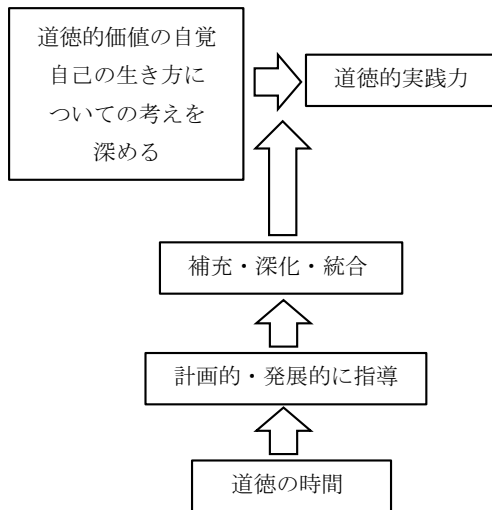 道徳的価値の自覚
自己の生き方に
ついての考えを
深める
道徳的実践力
補充・深化・統合
計画的・発展的に指導
道徳の時間